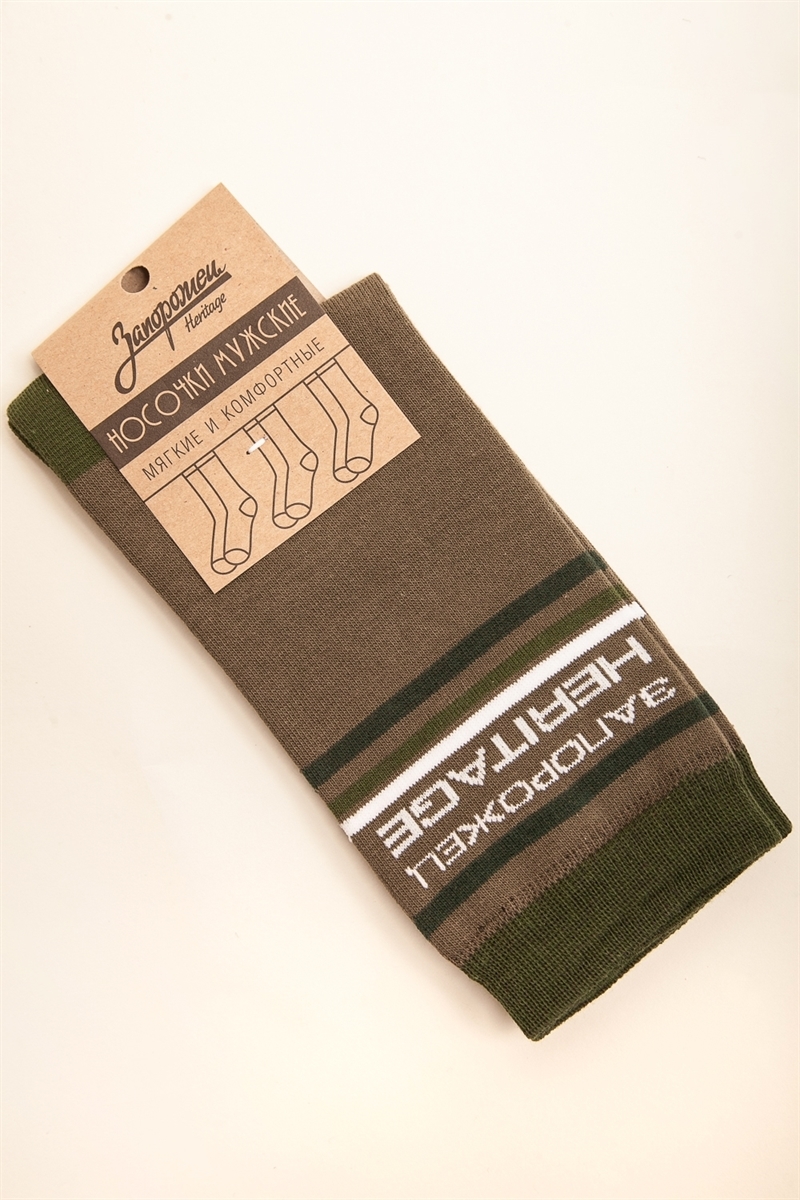 Запорожец
Heritage
НОСОЧКИ МУЖСКИЕ
МЯГКИЕ И КОМФОРТНЫЕ
ЗАПОРОЖЕЦ
HERITAGE